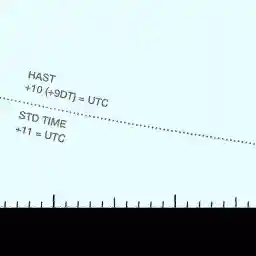 HAST
+10 (+9DT) = UTC
STD TIME
+11 = UTC